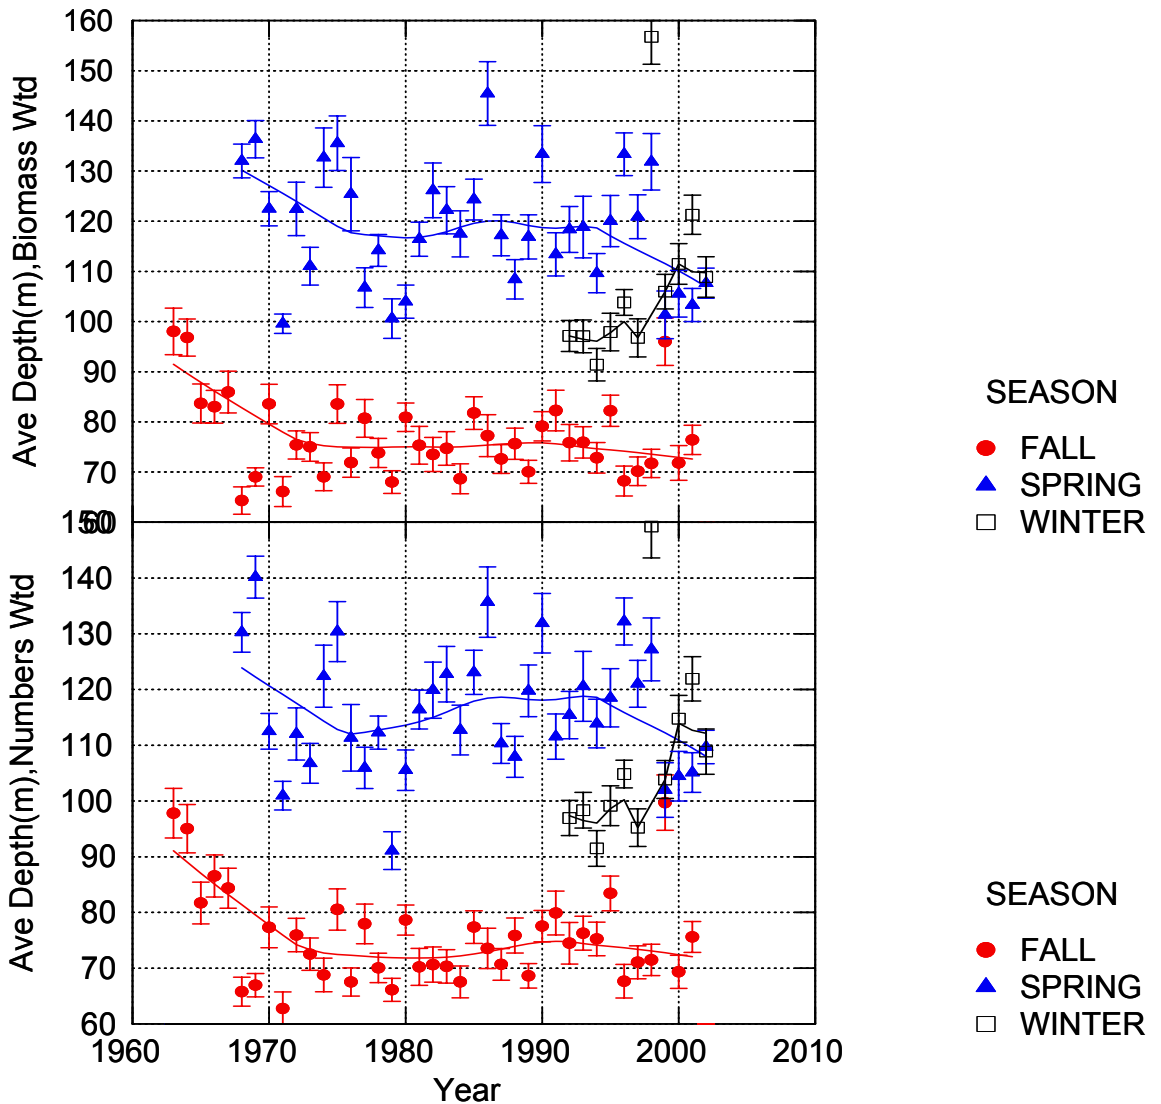 160
150
140
130
120
110
100
90
80
70
60
Ave Depth(m),Biomass Wtd
SEASON
FALL
SPRING
WINTER
150
140
130
120
110
100
90
80
70
60
Ave Depth(m),Numbers Wtd
SEASON
FALL
SPRING
WINTER
1960 1970 1980 1990 2000 2010
Year